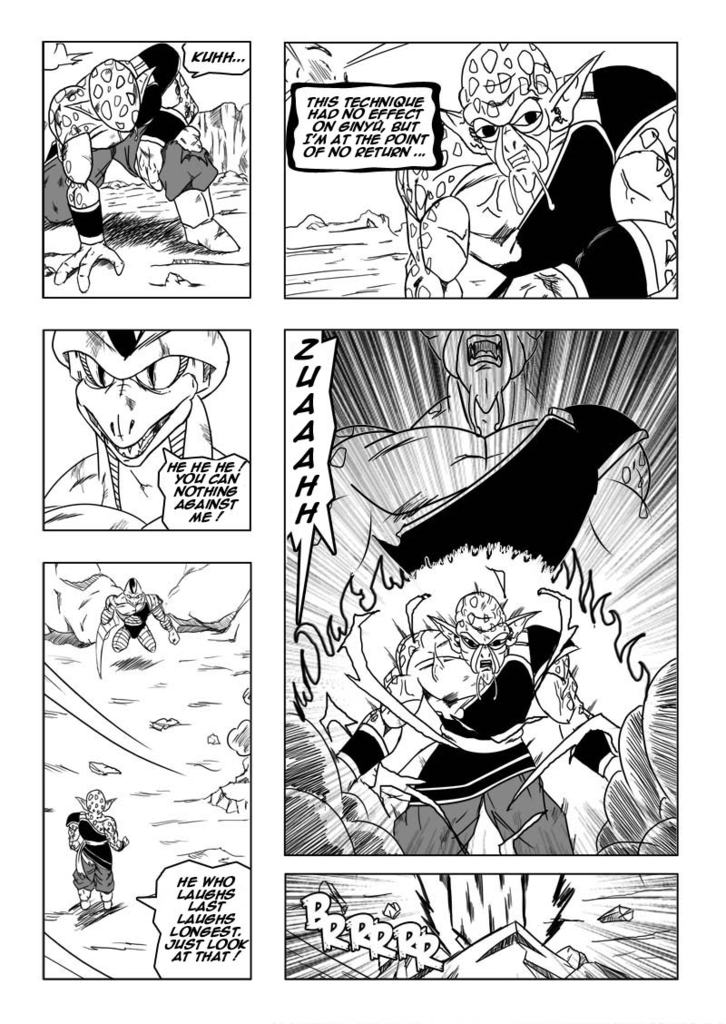 KUHH...
THIS TECHNIQUE
HAD NO EFFECT
ON GINYÛ, BUT
I'M AT THE POINT
OF NO RETURN ...
HE HE HE !
YOU CAN
NOTHING
AGAINST
ME !
ZUAAAAHH
HE WHO
LAUGHS
LAST
LAUGHS
LONGEST.
JUST LOOK
AT THAT !
BRRRRRR